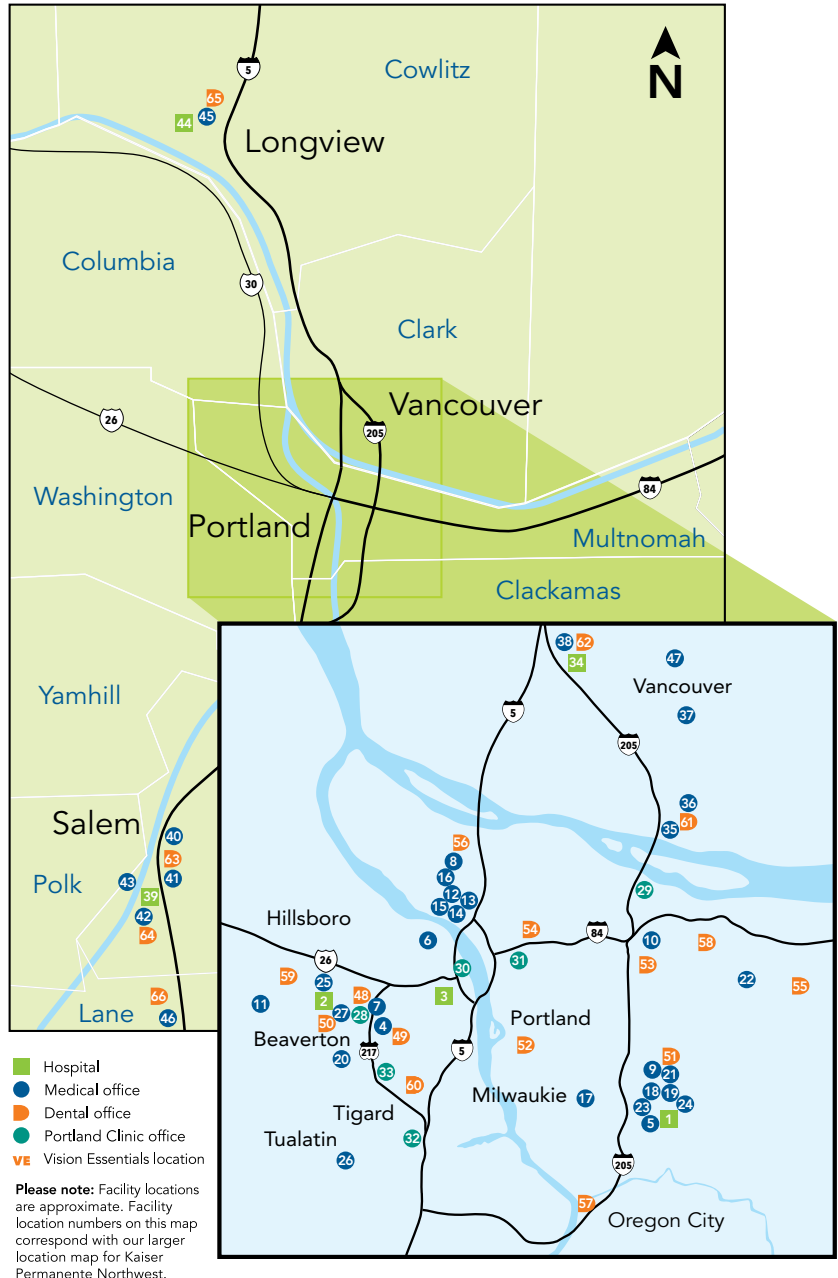 5
Cowlitz
N
65
44
45
Longview
Columbia
30
Clark
26
Vancouver
205
Washington
84
Portland
Multnomah
Clackamas
Yamhill
Salem
40
63
Polk
43
39
41
42
64
66
Lane
46
38
62
34
47
Vancouver
37
5
205
36
61
35
56
8
16
12
13
15
14
29
Hillsboro
6
54
84
10
58
26
30
31
53
59
25
22
55
11
2
48
7
3
27
28
50
4
Portland
Beaverton
49
52
51
20
217
5
9
21
33
60
Milwaukie
17
18
19
24
23
Tigard
1
5
32
Tualatin
26
205
57
Oregon City
Hospital
Medical office
Dental office
Portland Clinic office
VE Vision Essentials location
Please note: Facility locations
are approximate. Facility
location numbers on this map
correspond with our larger
location map for Kaiser
Permanente Northwest.